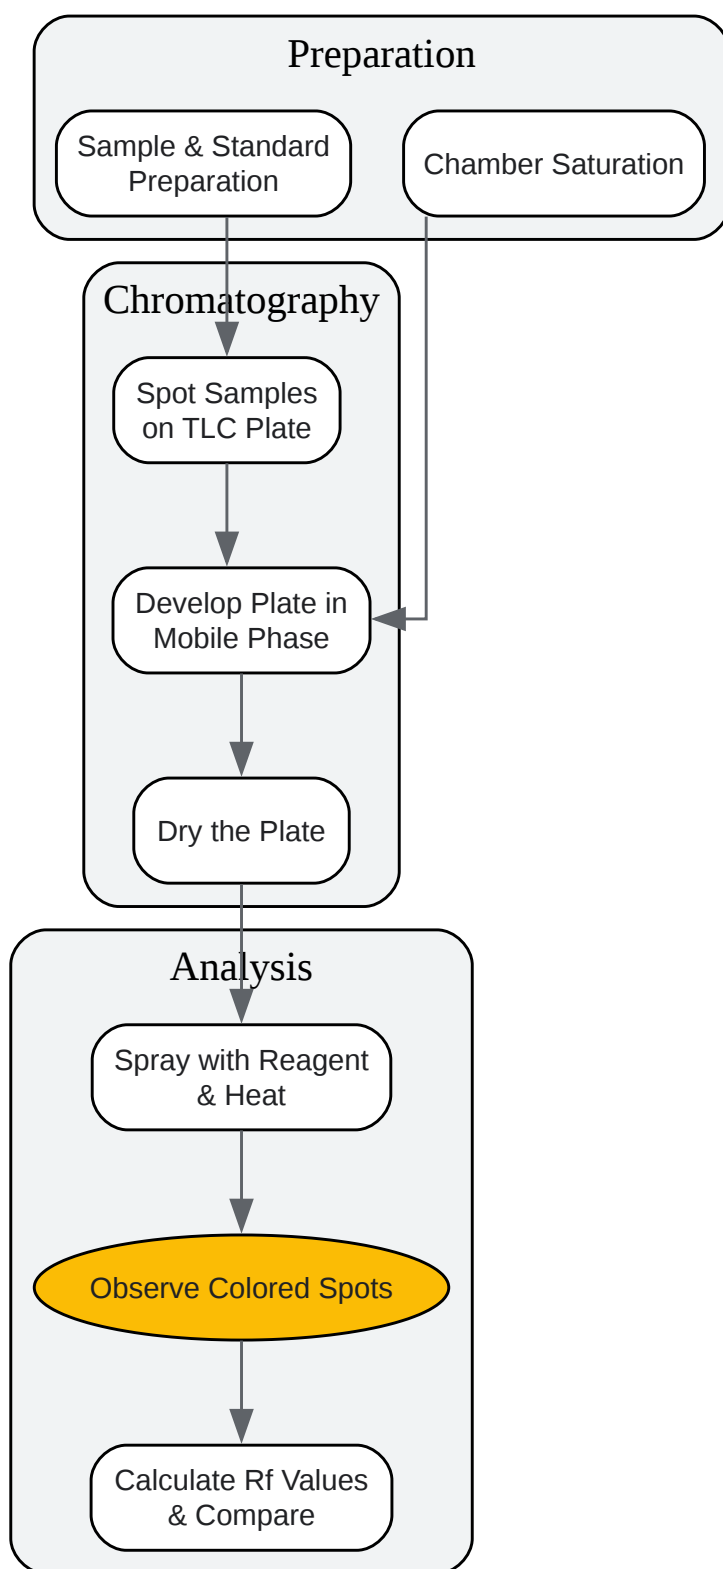 Preparation
Sample & Standard
Preparation
Chamber Saturation
Chromatography
Spot Samples
on TLC Plate
Develop Plate in
Mobile Phase
Dry the Plate
Analysis
Spray with Reagent
& Heat
Observe Colored Spots
Calculate Rf Values
& Compare